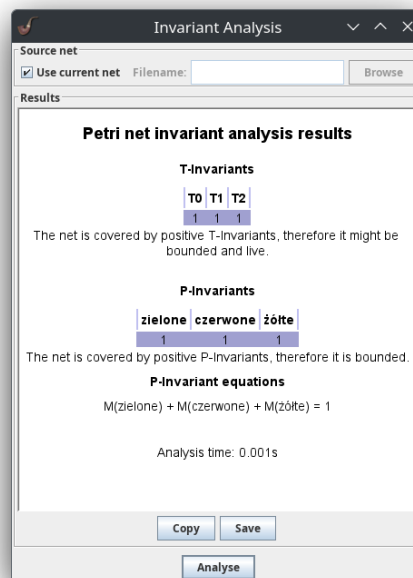 Invariant Analysis
Source net
Use current net Filename: Browse
Results
Petri net invariant analysis results
T-Invariants
T0 T1 T2
1 1 1
The net is covered by positive T-Invariants, therefore it might be
bounded and live.
P-Invariants
zielone czerwone żółte
1 1 1
The net is covered by positive P-Invariants, therefore it is bounded.
P-Invariant equations
M(zielone) + M(czerwone) + M(żółte) = 1
Analysis time: 0.001s
Copy Save
Analyse